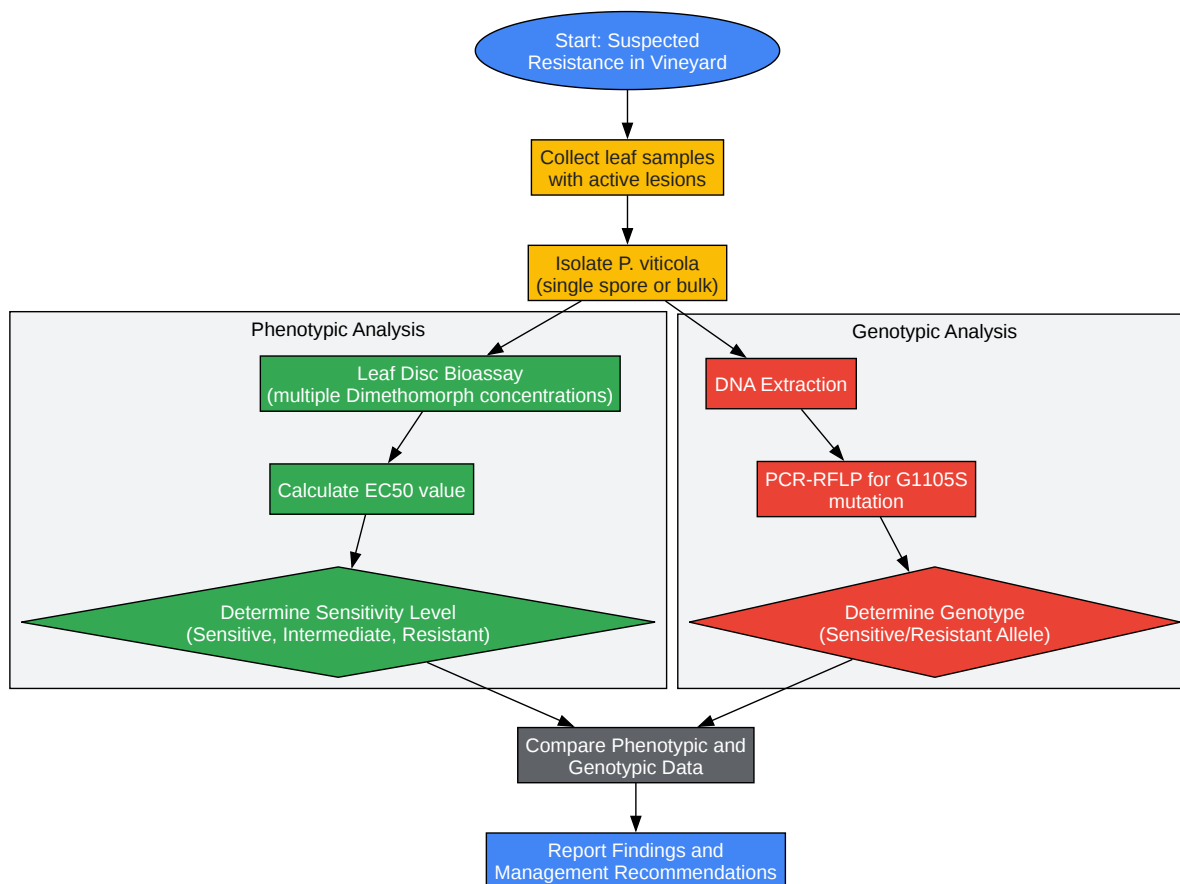 Start: Suspected
Resistance in Vineyard
Collect leaf samples
with active lesions
Isolate P. viticola
(single spore or bulk)
Phenotypic Analysis
Leaf Disc Bioassay
(multiple Dimethomorph concentrations)
Calculate EC50 value
Determine Sensitivity Level
(Sensitive, Intermediate, Resistant)
Genotypic Analysis
DNA Extraction
PCR-RFLP for G1105S
mutation
Determine Genotype
(Sensitive/Resistant Allele)
Compare Phenotypic and
Genotypic Data
Report Findings and
Management Recommendations